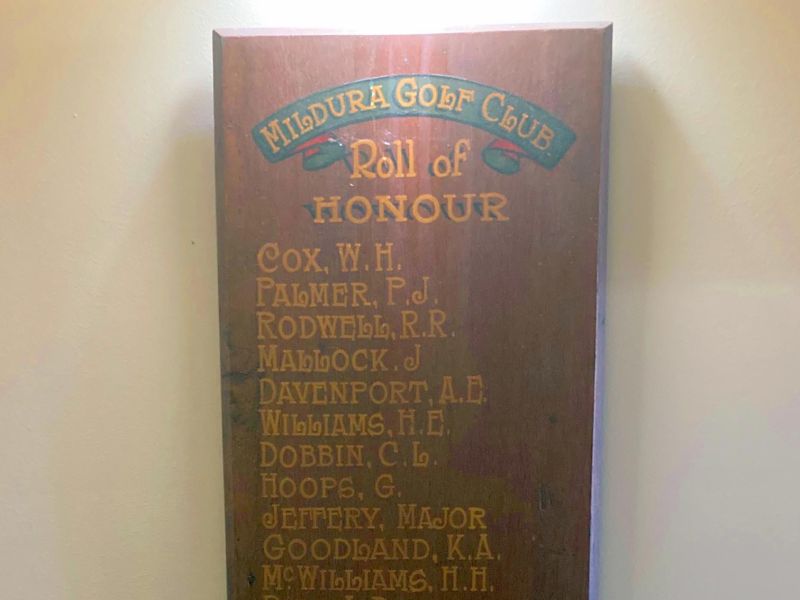 MILDURA GOLF CLUB
Roll of
HONOUR
COX, W.H.
PALMER, P.J.
RODWELL, R.R.
MALLOCK. J
DAVENPORT, A.E.
WILLIAMS, H.E.
DOBBIN, C.L.
HOOPS, G.
JEFFERY, MAJOR
GOODLAND, K.A.
McWILLIAMS, H.H.